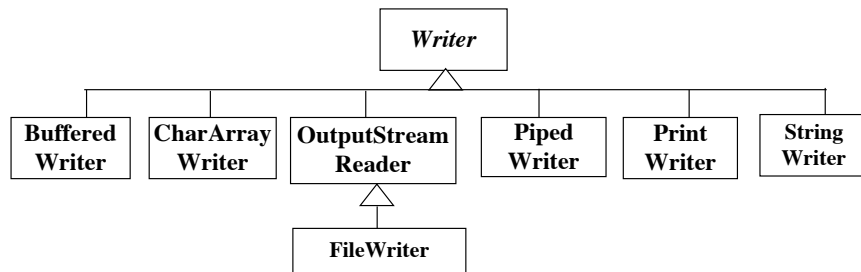 Writer
Buffered
Writer
CharArray
Writer
OutputStream
Reader
Piped
Writer
Print
Writer
String
Writer
FileWriter